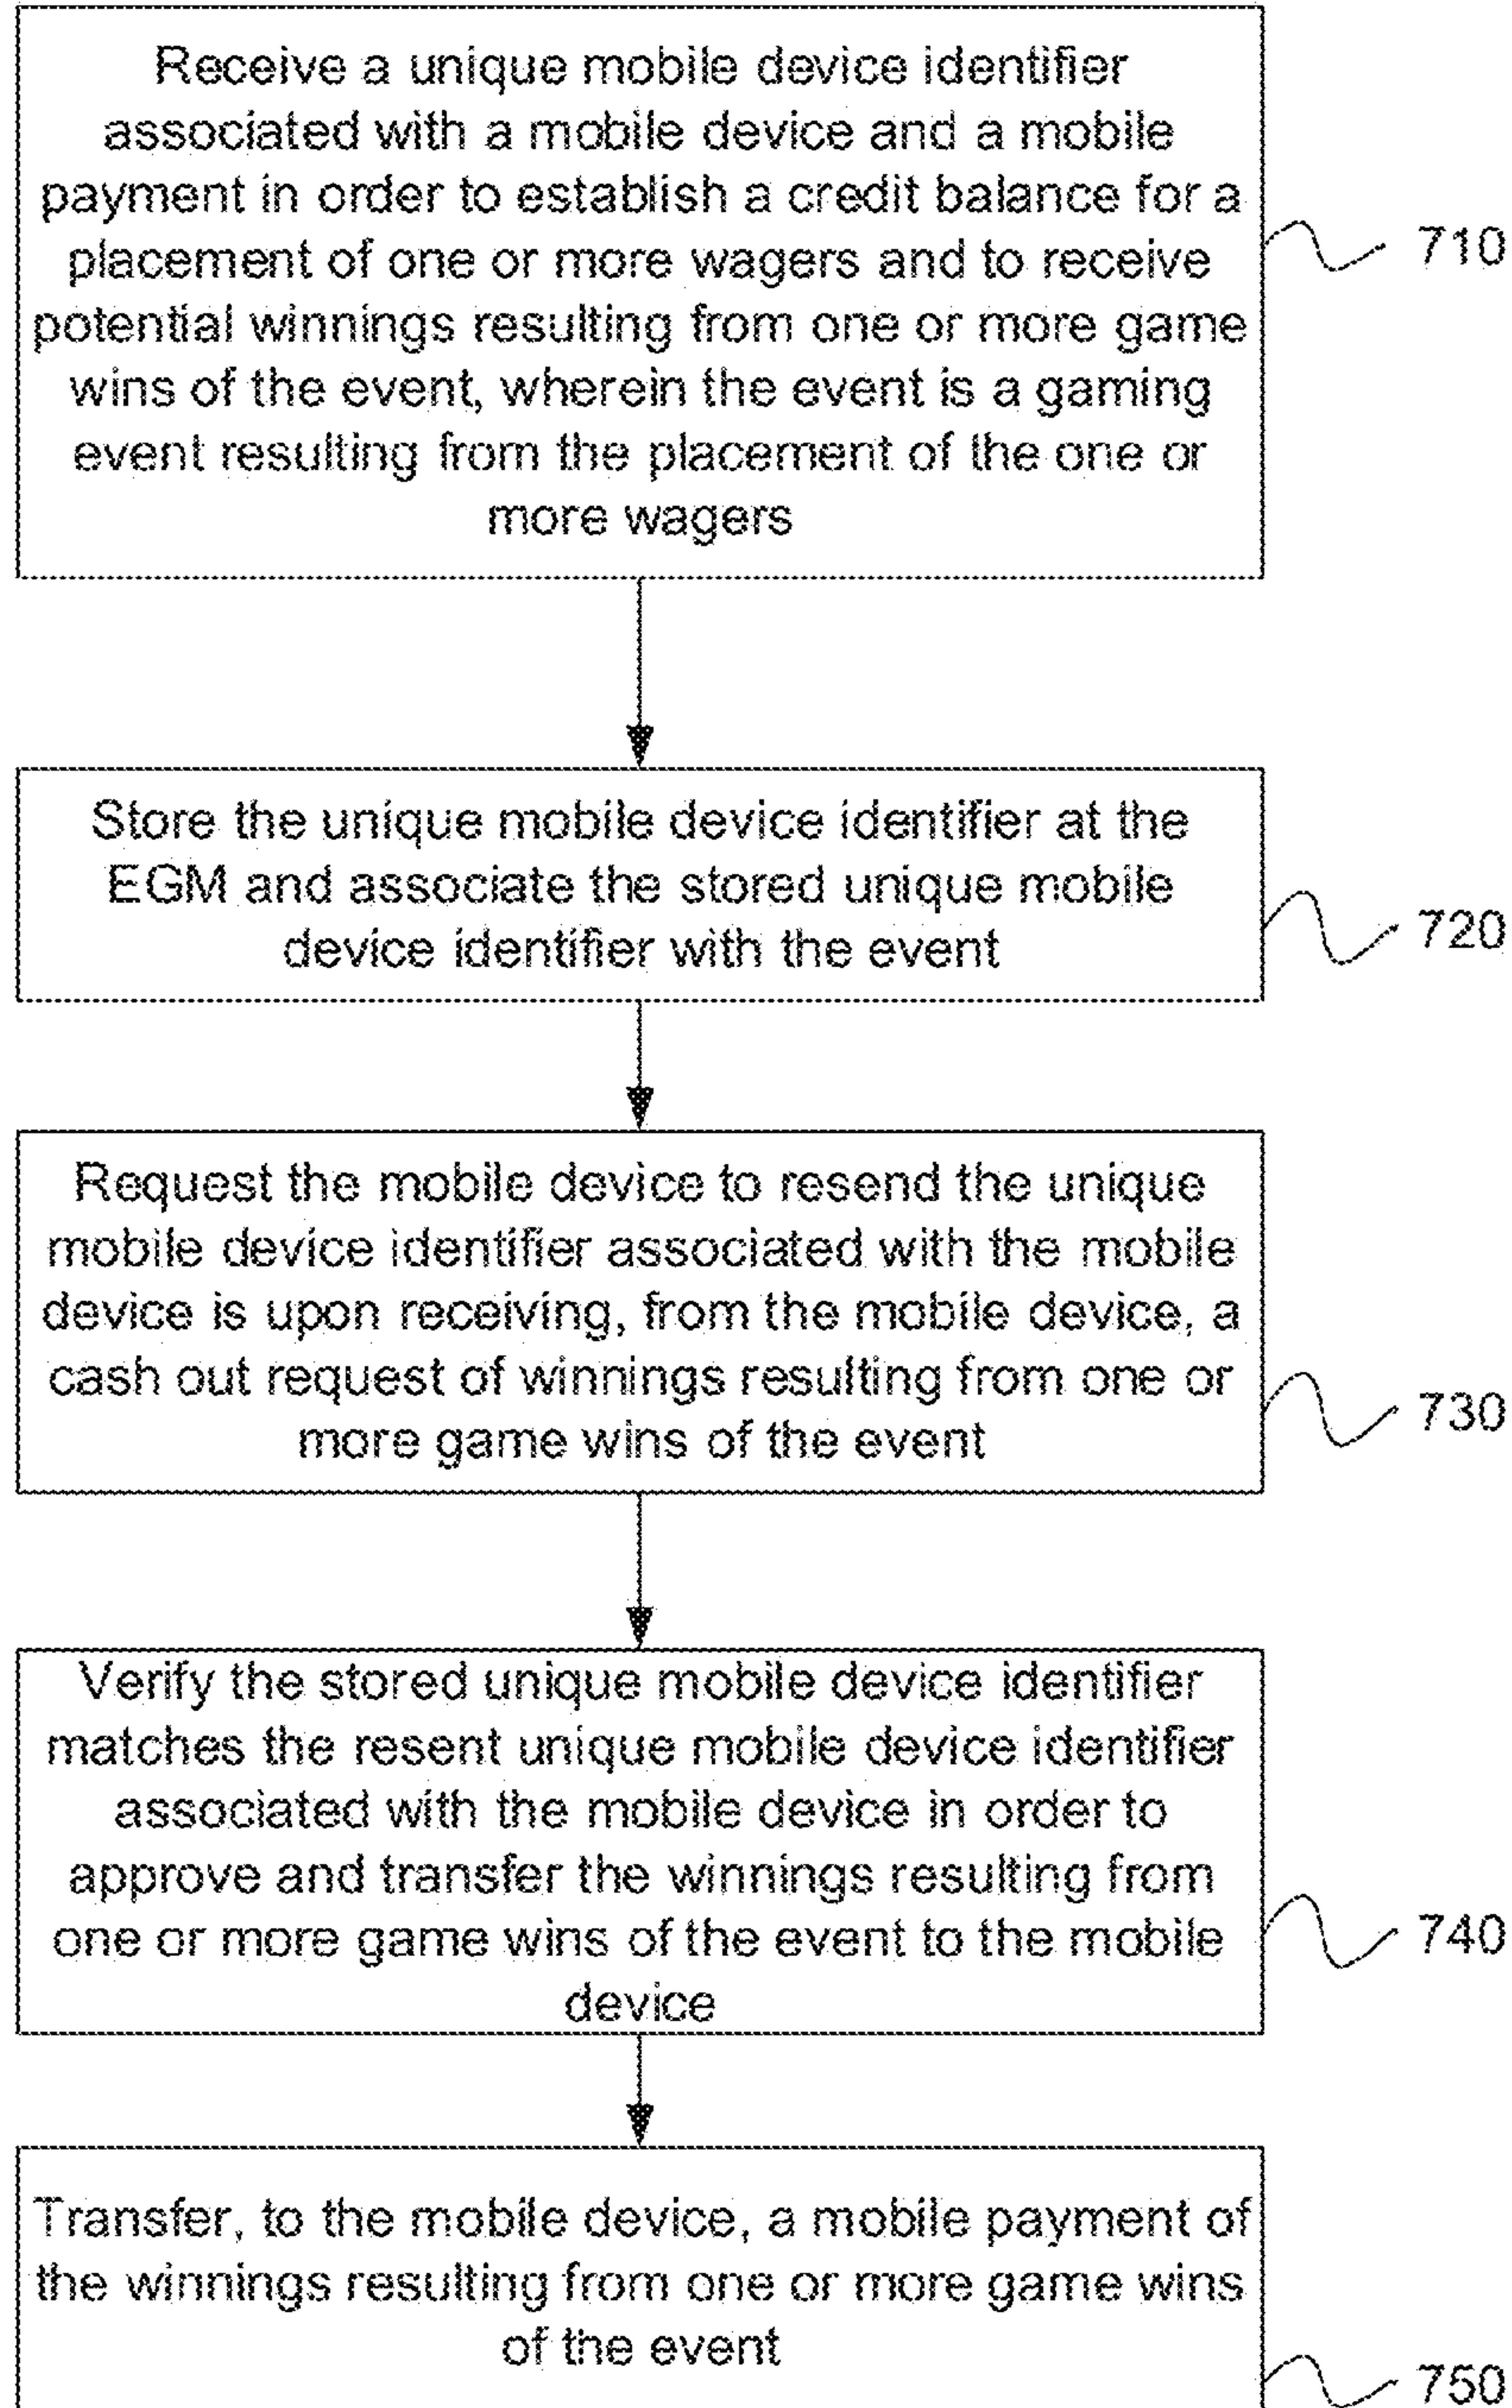 Receive a unique mobile device identifier
associated with a mobile device and a mobile
payment in order to establish a credit balance for a
placement of one or more wagers and to receive
potential winnings resulting from one or more game
wins of the event, wherein the event is a gaming
event resulting from the placement of the one or
more wagers
710
Store the unique mobile device identifier at the
EGM and associate the stored unique mobile
device identifier with the event
720
Request the mobile device to resend the unique
mobile device identifier associated with the mobile
device is upon receiving, from the mobile device, a
cash out request of winnings resulting from one or
more game wins of the event
730
Verify the stored unique mobile device identifier
matches the resent unique mobile device identifier
associated with the mobile device in order to
approve and transfer the winnings resulting from
one or more game wins of the event to the mobile
device
740
Transfer, to the mobile device, a mobile payment of
the winnings resulting from one or more game wins
of the event
750